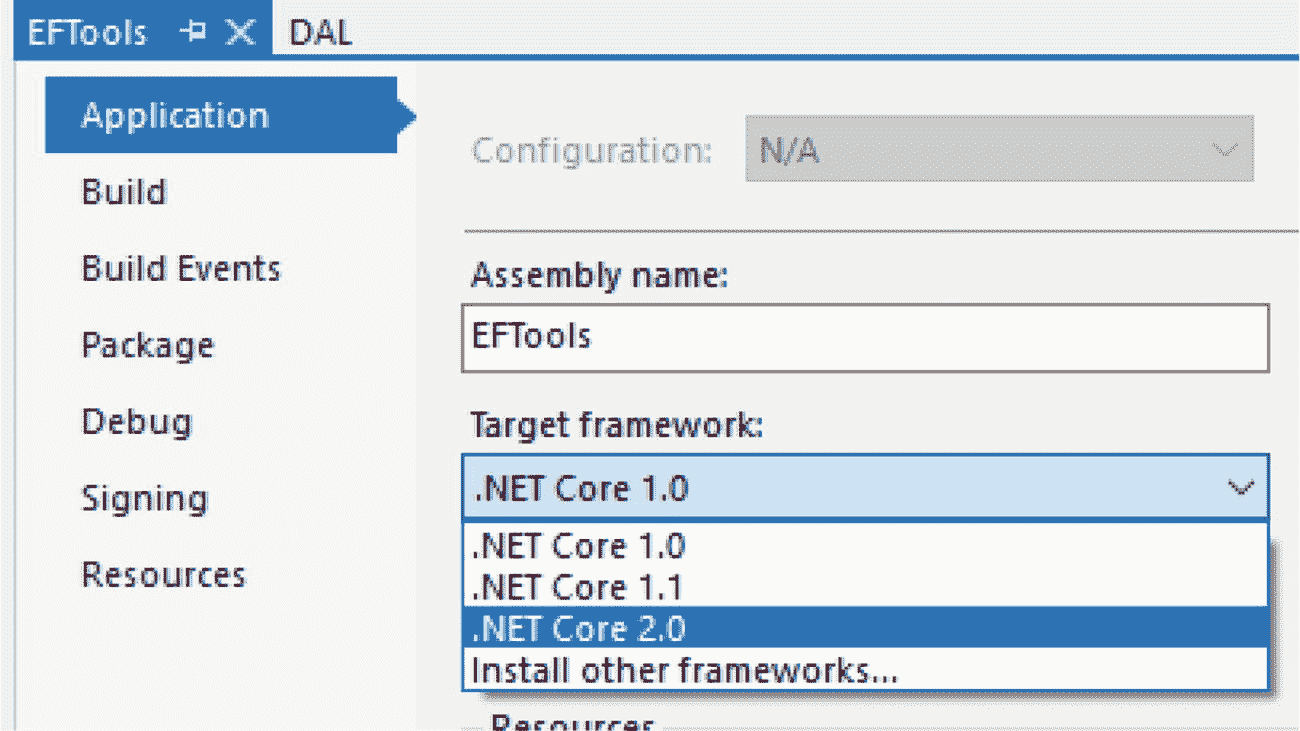 EFTools DAL
Application
Build
Build Events
Package
Debug
Signing
Resources
Configuration: N/A
Assembly name:
EFTools
Target framework:
.NET Core 1.0
.NET Core 1.0
.NET Core 1.1
.NET Core 2.0
Install other frameworks...
Resources